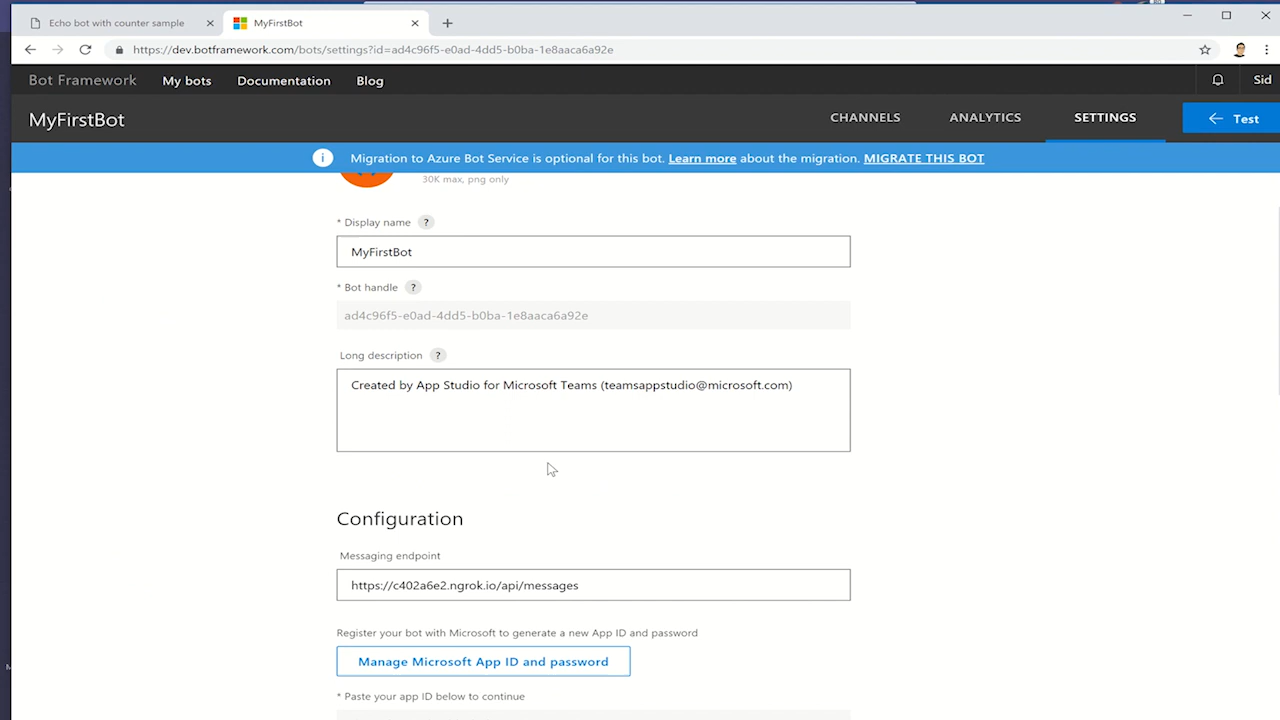 Echo bot with counter sample
MyFirstBot
https://dev.botframework.com/bots/settings?id=ad4c96f5-e0ad-4dd5-b0ba-1e8aaca6a92e
Bot Framework
My bots
Documentation
Blog
Sid
MyFirstBot
CHANNELS
ANALYTICS
SETTINGS
Test
Migration to Azure Bot Service is optional for this bot. Learn more about the migration. MIGRATE THIS BOT
30K max, png only
* Display name ?
MyFirstBot
* Bot handle ?
ad4c96f5-e0ad-4dd5-b0ba-1e8aaca6a92e
Long description ?
Created by App Studio for Microsoft Teams (teamsappstudio@microsoft.com)
Configuration
Messaging endpoint
https://c402a6e2.ngrok.io/api/messages
Register your bot with Microsoft to generate a new App ID and password
Manage Microsoft App ID and password
* Paste your app ID below to continue